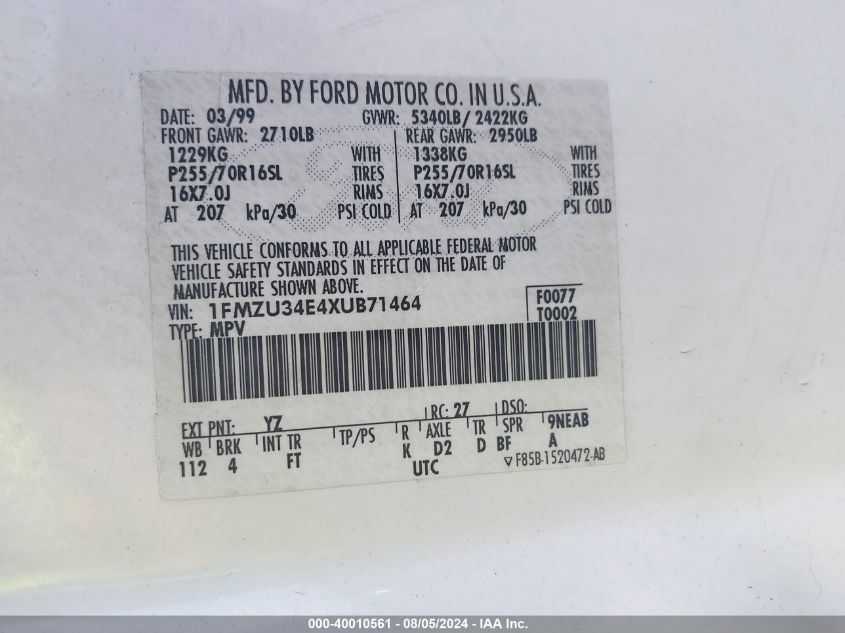 MFD. BY FORD MOTOR CO. IN U.S.A.
DATE: 03/99 GVWR: 5340LB/ 2422KG
FRONT GAWR: 2710LB REAR GAWR: 2950LB
1229KG WITH 1338KG WITH
P255/70R16SL TIRES P255/70R16SL TIRES
16X7.0J RIMS 16X7.0J RIMS
AT 207 kPa/30 PSI COLD AT 207 kPa/30 PSI COLD
THIS VEHICLE CONFORMS TO ALL APPLICABLE FEDERAL MOTOR
VEHICLE SAFETY STANDARDS IN EFFECT ON THE DATE OF
MANUFACTURE SHOWN ABOVE.
VIN: 1FMZU34E4XUB71464 F0077
TYPE: MPV T0002
EXT PNT: YZ RC: 27 DSO:
WB BRK INT TR TP/PS R AXLE TR SPR 9NEAB
112 4 FT K D2 D BF A
UTC ▽F85B-1520472-AB
000-40010561 - 08/05/2024 - IAA Inc.